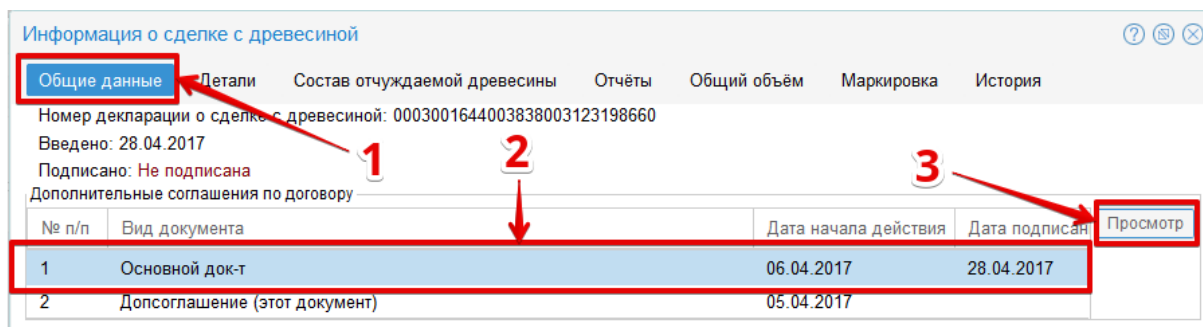 Информация о сделке с древесиной
Общие данные Детали Состав отчуждаемой древесины Отчёты Общий объём Маркировка История
Номер декларации о сделке с древесиной: 0003001644003838003123198660
Введено: 28.04.2017
1 2 3
Подписано: Не подписана
Дополнительные соглашения по договору
№ п/п Вид документа Дата начала действия Дата подписан Просмотр
1 Основной док-т 06.04.2017 28.04.2017
2 Допсоглашение (этот документ) 05.04.2017